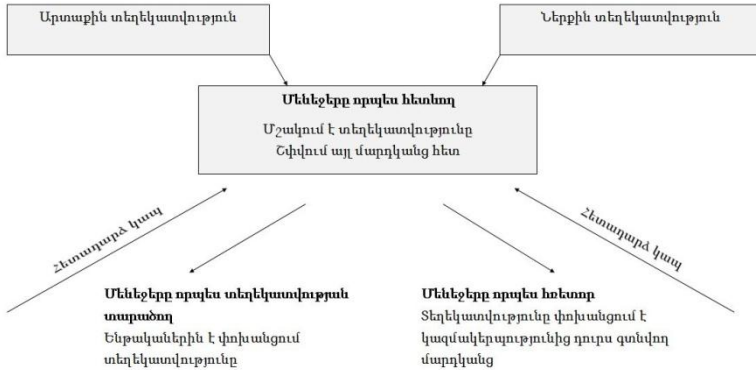 Արտաքին տեղեկատվություն
Ներքին տեղեկատվություն
Մենեջերը որպես հետևող
Մշակում է տեղեկատվությունը
Շփվում այլ մարդկանց հետ
Հետադարձ կապ
Հետադարձ կապ
Մենեջերը որպես տեղեկատվության
տարածող
Ենթականերին է փոխանցում
տեղեկատվությունը
Մենեջերը որպես հռետոր
Տեղեկատվությունը փոխանցում է
կազմակերպությունից դուրս գտնվող
մարդկանց